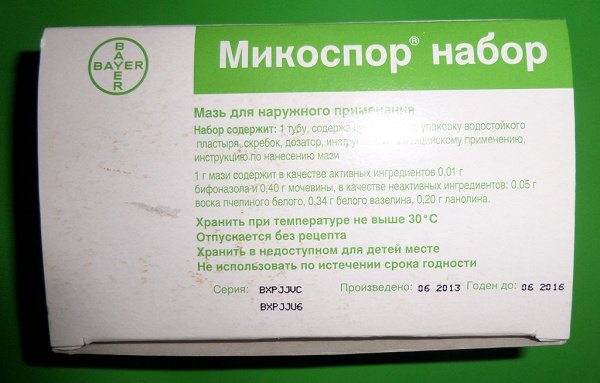 BAYER
BAYER
Микоспор® набор
Мазь для наружного применения
Набор содержит: 1 тубу, содержа упаковку водостойкого
пластыря, скребок, дозатор, инстру применению,
инструкцию по нанесению мази
1 г мази содержит в качестве активных ингредиентов 0,01 г
бифоназола и 0,40 г мочевины, в качестве неактивных ингредиентов: 0,05 г
воска пчелиного белого, 0,34 г белого вазелина, 0,20 г ланолина.
Хранить при температуре не выше 30°С
Отпускается без рецепта
Хранить в недоступном для детей месте
Не использовать по истечении срока годности
Серия: BXPJJVC Произведено: 06 2013 Годен до: 06 2016
BXPJJU6